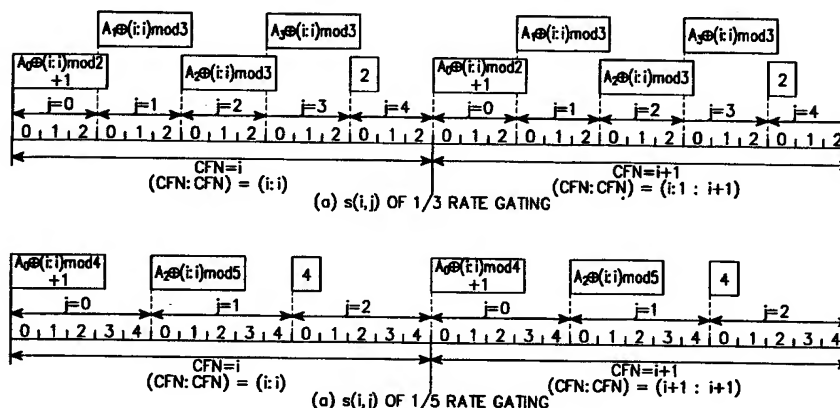 A₁⊕(i:i)mod3 A₃⊕(i:i)mod3 A₁⊕(i:i)mod3 A₃⊕(i:i)mod3
A₀⊕(i:i)mod2 +1 A₂⊕(i:i)mod3 2 A₀⊕(i:i)mod2 +1 A₂⊕(i:i)mod3 2
j=0 j=1 j=2 j=3 j=4 j=0 j=1 j=2 j=3 j=4
0 1 2 0 1 2 0 1 2 0 1 2 0 1 2 0 1 2 0 1 2 0 1 2 0 1 2 0 1 2
CFN=i CFN=i+1
(CFN:CFN) = (i:i) (CFN:CFN) = (i:1 : i+1)
(a) s(i,j) OF 1/3 RATE GATING
A₀⊕(i:i)mod4 +1 A₂⊕(i:i)mod5 4 A₀⊕(i:i)mod4 +1 A₂⊕(i:i)mod5 4
j=0 j=1 j=2 j=0 j=1 j=2
0 1 2 3 4 0 1 2 3 4 0 1 2 3 4 0 1 2 3 4 0 1 2 3 4 0 1 2 3 4
CFN=i CFN=i+1
(CFN:CFN) = (i:i) (CFN:CFN) = (i+1 : i+1)
(a) s(i,j) OF 1/5 RATE GATING